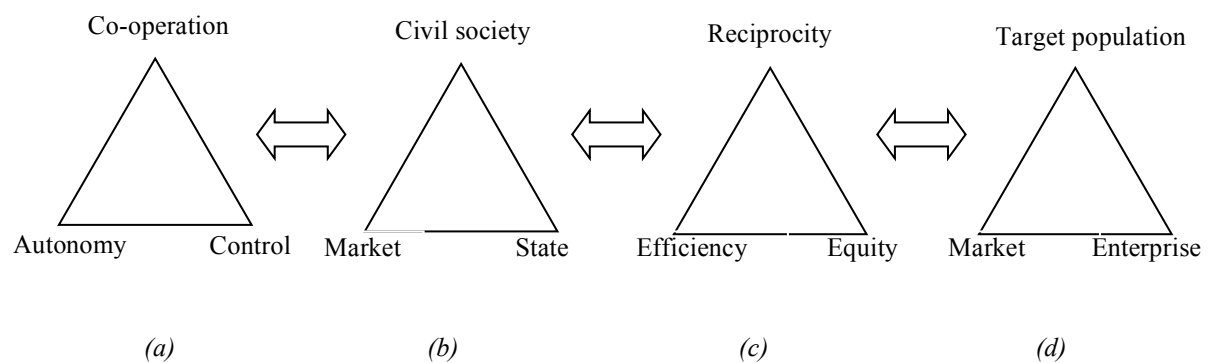 Co-operation Civil society Reciprocity Target population
Autonomy Control Market State Efficiency Equity Market Enterprise
(a) (b) (c) (d)